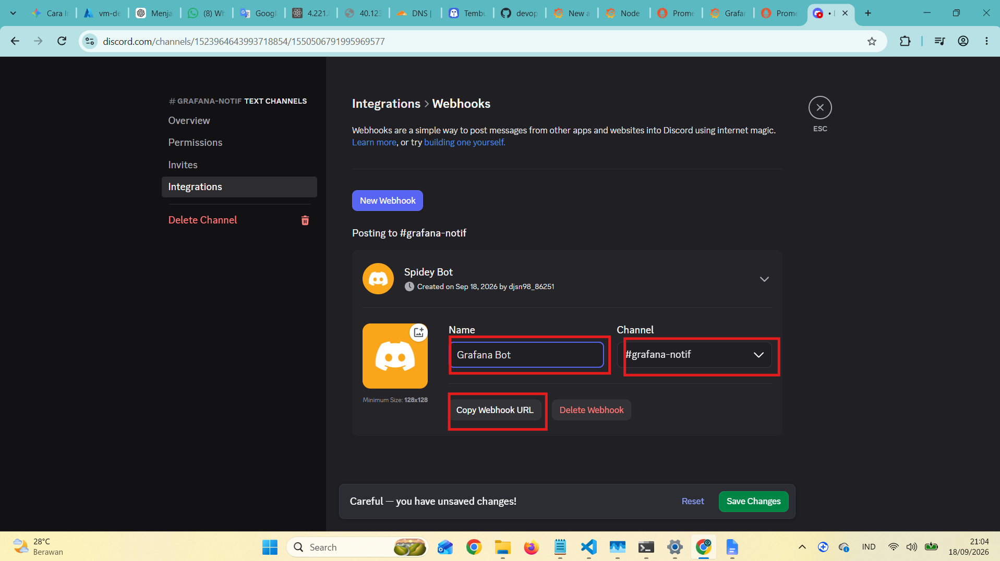 Cara I
vm-de
Menja
(8) Wh
Googl
4.221.
40.123
DNS |
Tembu
devop
New a
Node
Prome
Grafan
Prome
discord.com/channels/1523964643993718854/1550506791995969577
#GRAFANA-NOTIF TEXT CHANNELS
Overview
Permissions
Invites
Integrations
Delete Channel
Integrations > Webhooks
ESC
Webhooks are a simple way to post messages from other apps and websites into Discord using internet magic.
Learn more, or try building one yourself.
New Webhook
Posting to #grafana-notif
Spidey Bot
Created on Sep 18, 2026 by djsn98_86251
Name
Channel
Grafana Bot
#grafana-notif
Minimum Size: 128x128
Copy Webhook URL
Delete Webhook
Careful — you have unsaved changes!
Reset
Save Changes
28°C
Berawan
Search
IND
21:04
18/09/2026